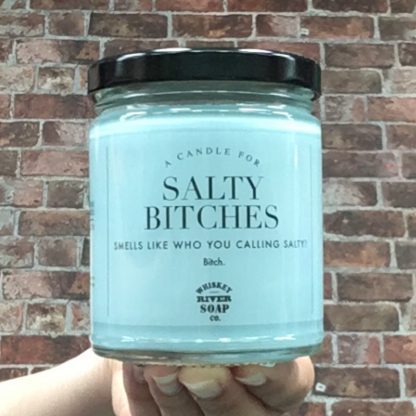 A CANDLE FOR
SALTY
BITCHES
SMELLS LIKE WHO YOU CALLING SALTY?
Bitch.
WHISKEY
RIVER
SOAP
CO.